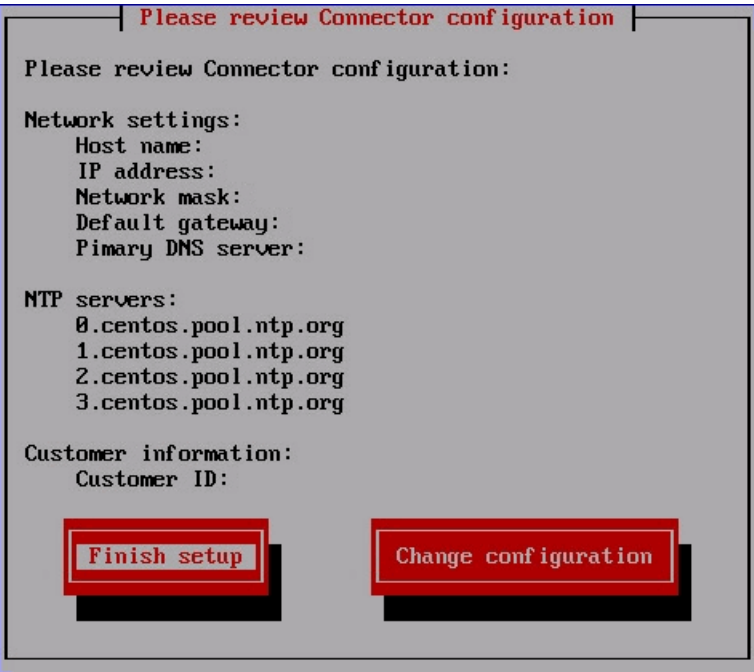 Please review Connector configuration
Please review Connector configuration:
Network settings:
Host name:
IP address:
Network mask:
Default gateway:
Pimary DNS server:
NTP servers:
0.centos.pool.ntp.org
1.centos.pool.ntp.org
2.centos.pool.ntp.org
3.centos.pool.ntp.org
Customer information:
Customer ID:
Finish setup
Change configuration